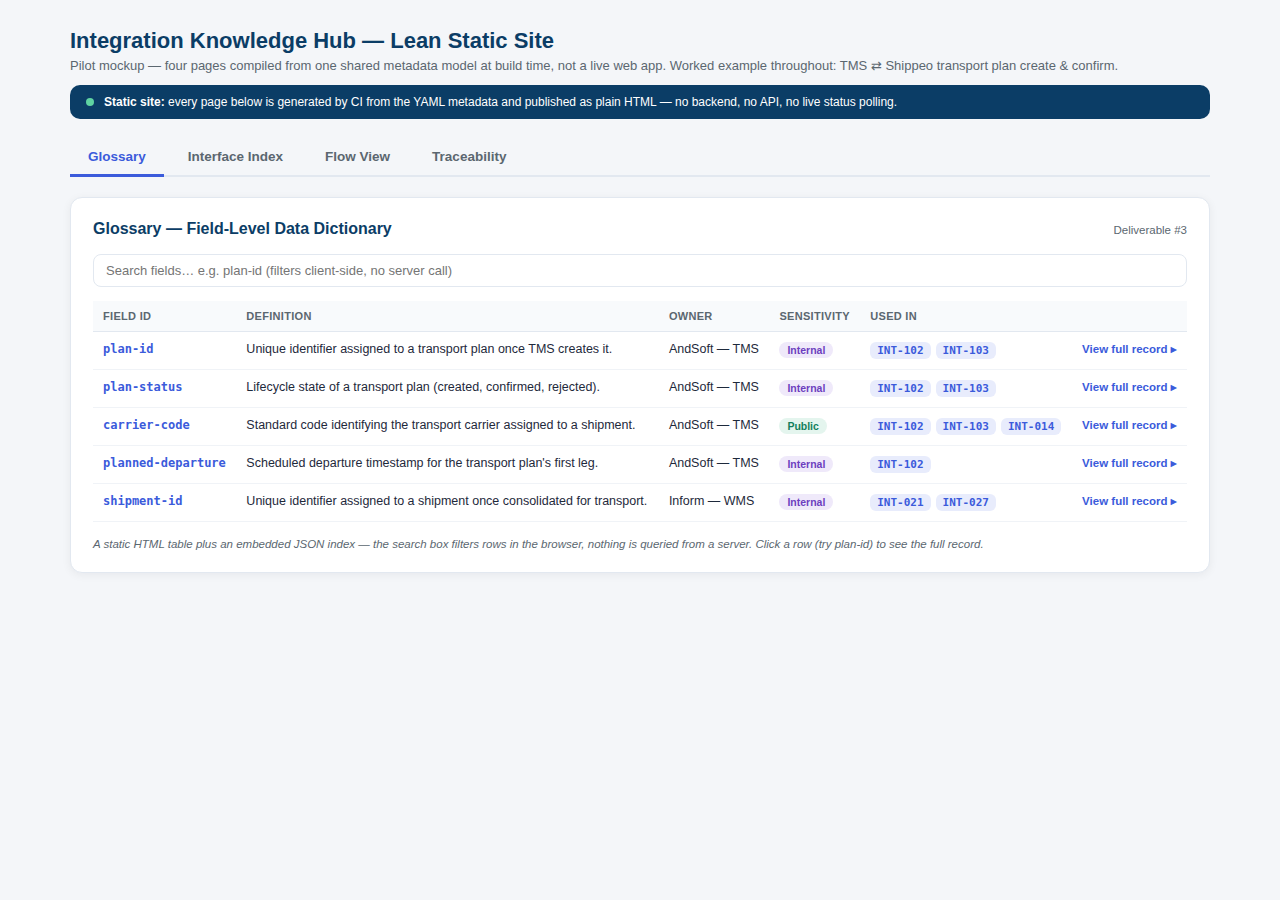 Integration Knowledge Hub — Lean Static Site
Pilot mockup — four pages compiled from one shared metadata model at build time, not a live web app. Worked example throughout: TMS ⇄ Shippeo transport plan create & confirm.
Static site: every page below is generated by CI from the YAML metadata and published as plain HTML — no backend, no API, no live status polling.
Glossary Interface Index Flow View Traceability
Glossary — Field-Level Data Dictionary Deliverable #3
Search fields… e.g. plan-id (filters client-side, no server call)
FIELD ID DEFINITION OWNER SENSITIVITY USED IN
plan-id Unique identifier assigned to a transport plan once TMS creates it. AndSoft — TMS Internal INT-102 INT-103 View full record ▸
plan-status Lifecycle state of a transport plan (created, confirmed, rejected). AndSoft — TMS Internal INT-102 INT-103 View full record ▸
carrier-code Standard code identifying the transport carrier assigned to a shipment. AndSoft — TMS Public INT-102 INT-103 INT-014 View full record ▸
planned-departure Scheduled departure timestamp for the transport plan's first leg. AndSoft — TMS Internal INT-102 View full record ▸
shipment-id Unique identifier assigned to a shipment once consolidated for transport. Inform — WMS Internal INT-021 INT-027 View full record ▸
A static HTML table plus an embedded JSON index — the search box filters rows in the browser, nothing is queried from a server. Click a row (try plan-id) to see the full record.